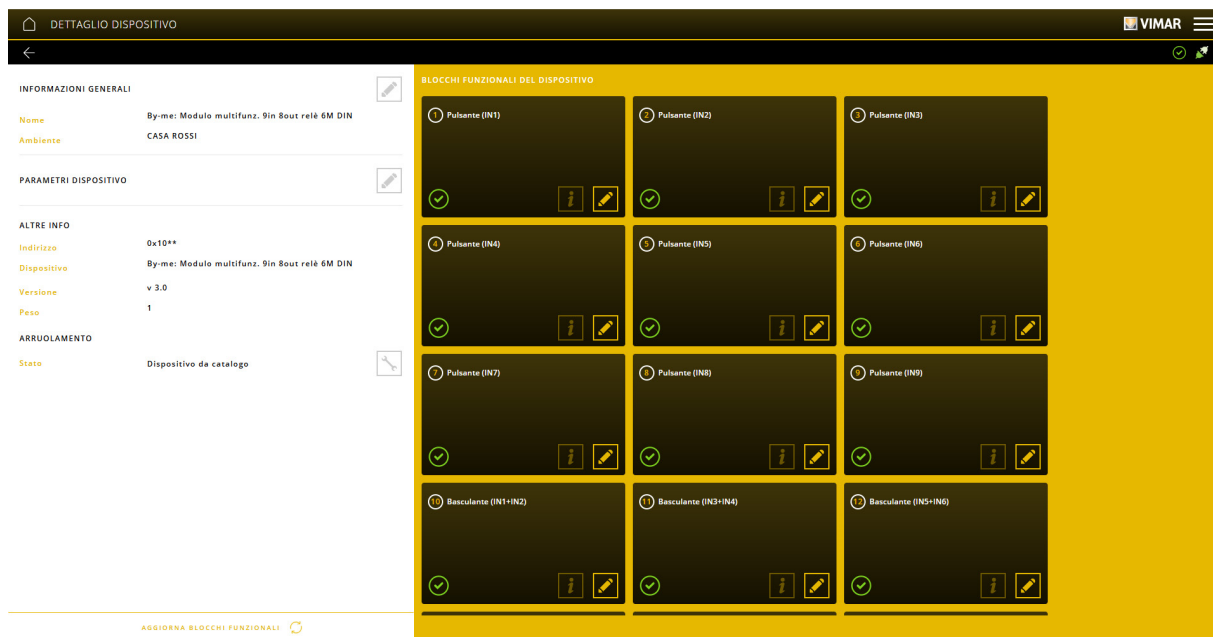 DETTAGLIO DISPOSITIVO
VIMAR
INFORMAZIONI GENERALI
Nome By-me: Modulo multifunz. 9in 8out relè 6M DIN
Ambiente CASA ROSSI
PARAMETRI DISPOSITIVO
ALTRE INFO
Indirizzo 0x10**
Dispositivo By-me: Modulo multifunz. 9in 8out relè 6M DIN
Versione v 3.0
Peso 1
ARRUOLAMENTO
Stato Dispositivo da catalogo
AGGIORNA BLOCCHI FUNZIONALI
BLOCCHI FUNZIONALI DEL DISPOSITIVO
1 Pulsante (IN1)
i
2 Pulsante (IN2)
i
3 Pulsante (IN3)
i
4 Pulsante (IN4)
i
5 Pulsante (IN5)
i
6 Pulsante (IN6)
i
7 Pulsante (IN7)
i
8 Pulsante (IN8)
i
9 Pulsante (IN9)
i
10 Basculante (IN1+IN2)
i
11 Basculante (IN3+IN4)
i
12 Basculante (IN5+IN6)
i